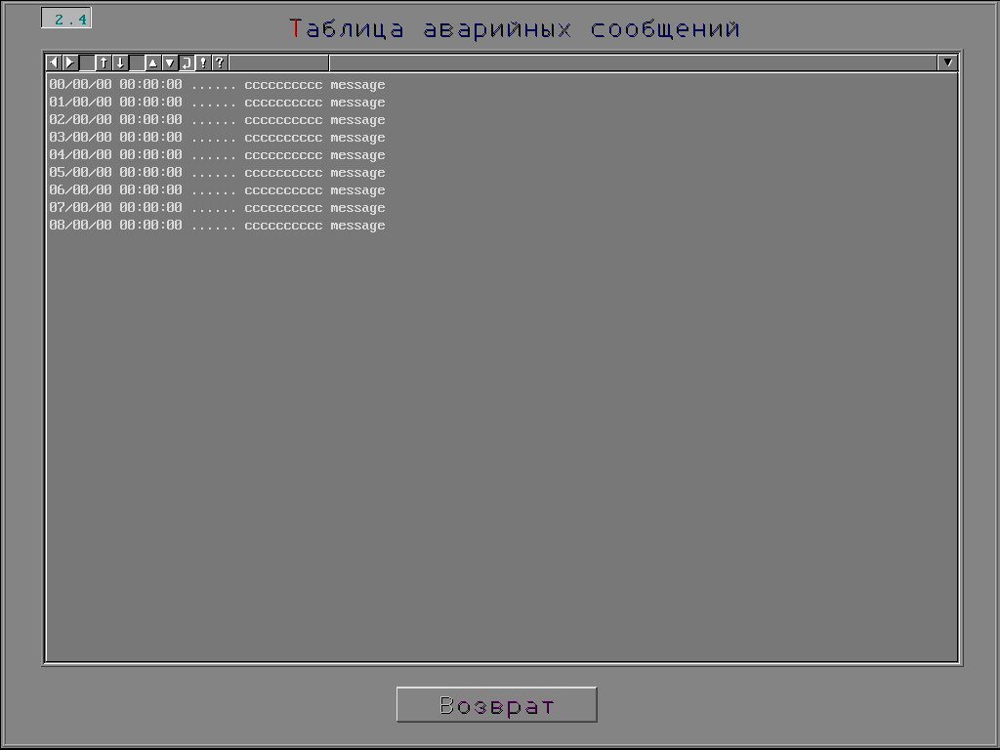 2.4
Таблица аварийных сообщений
! ?
00/00/00 00:00:00 ...... cccccccccc message
01/00/00 00:00:00 ...... cccccccccc message
02/00/00 00:00:00 ...... cccccccccc message
03/00/00 00:00:00 ...... cccccccccc message
04/00/00 00:00:00 ...... cccccccccc message
05/00/00 00:00:00 ...... cccccccccc message
06/00/00 00:00:00 ...... cccccccccc message
07/00/00 00:00:00 ...... cccccccccc message
08/00/00 00:00:00 ...... cccccccccc message
Возврат